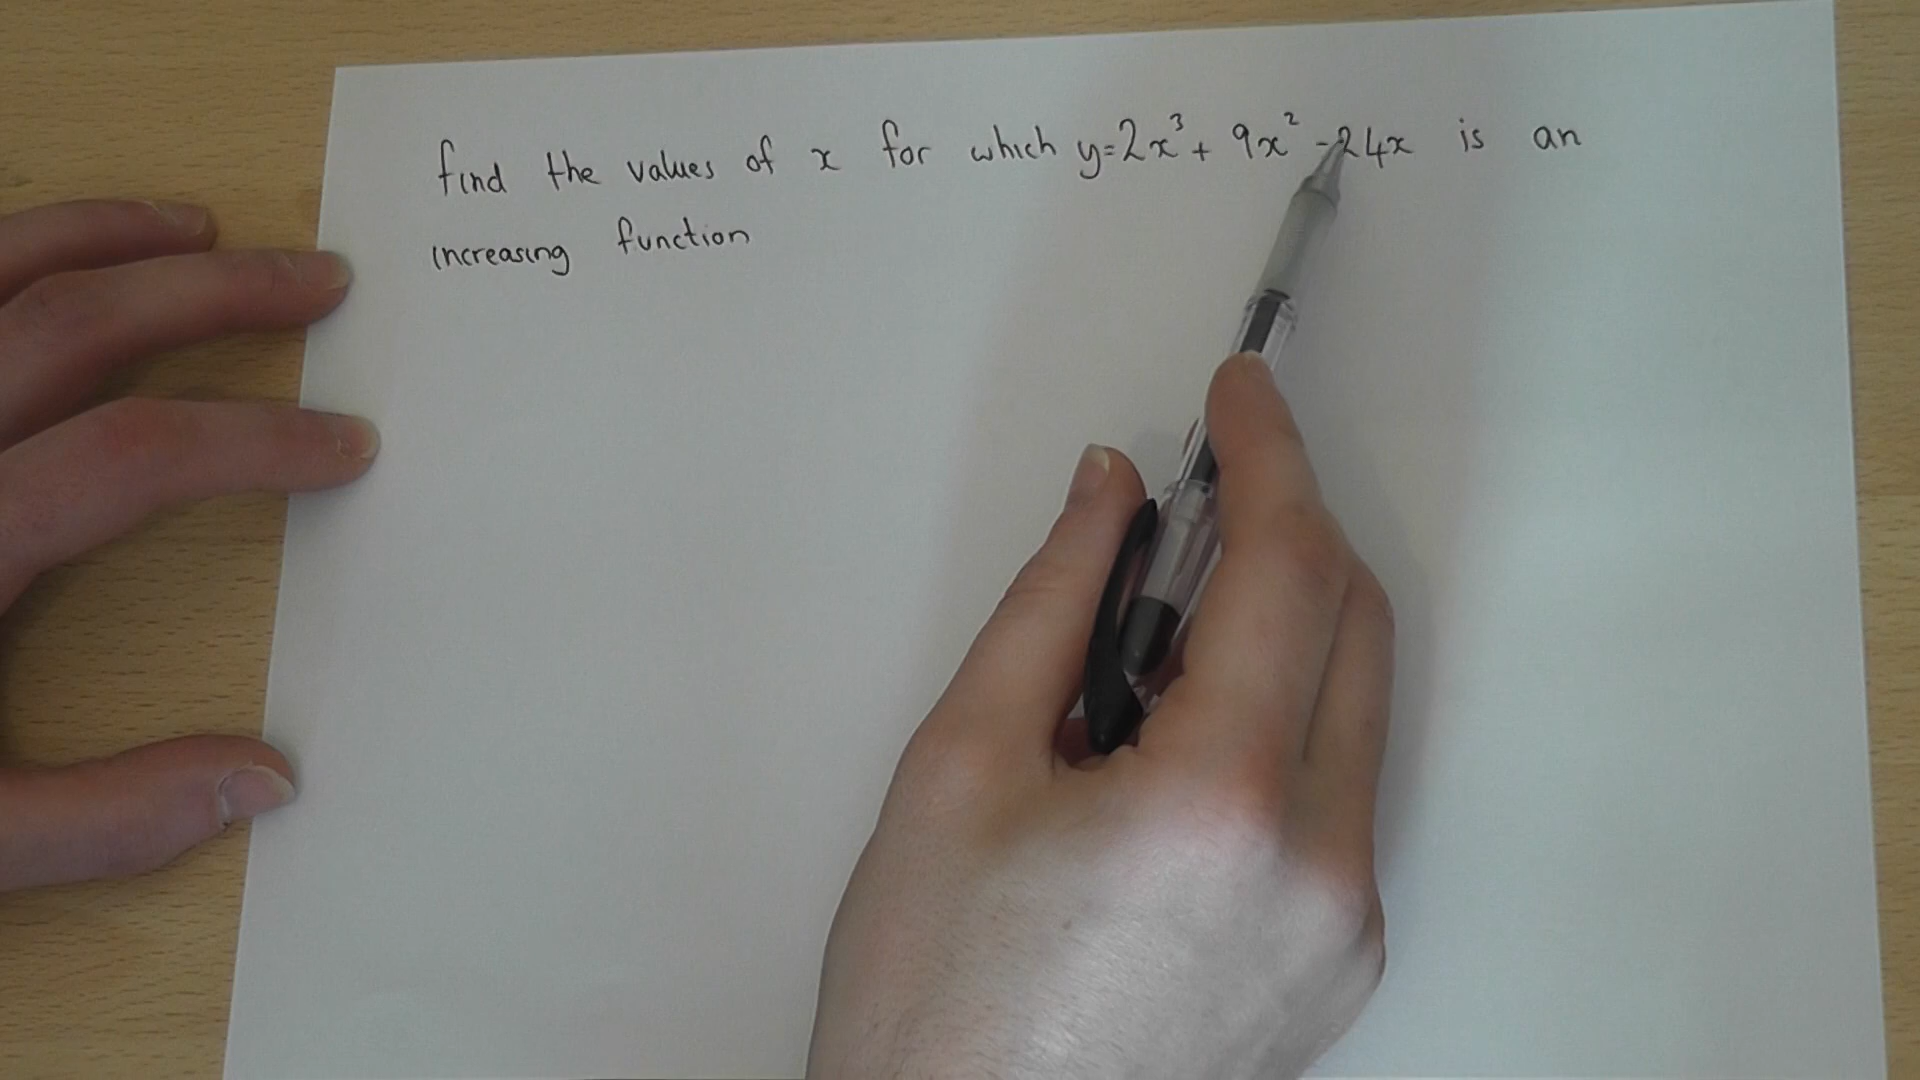 find the values of x for which y=2x³+ 9x² -24x is an
increasing function